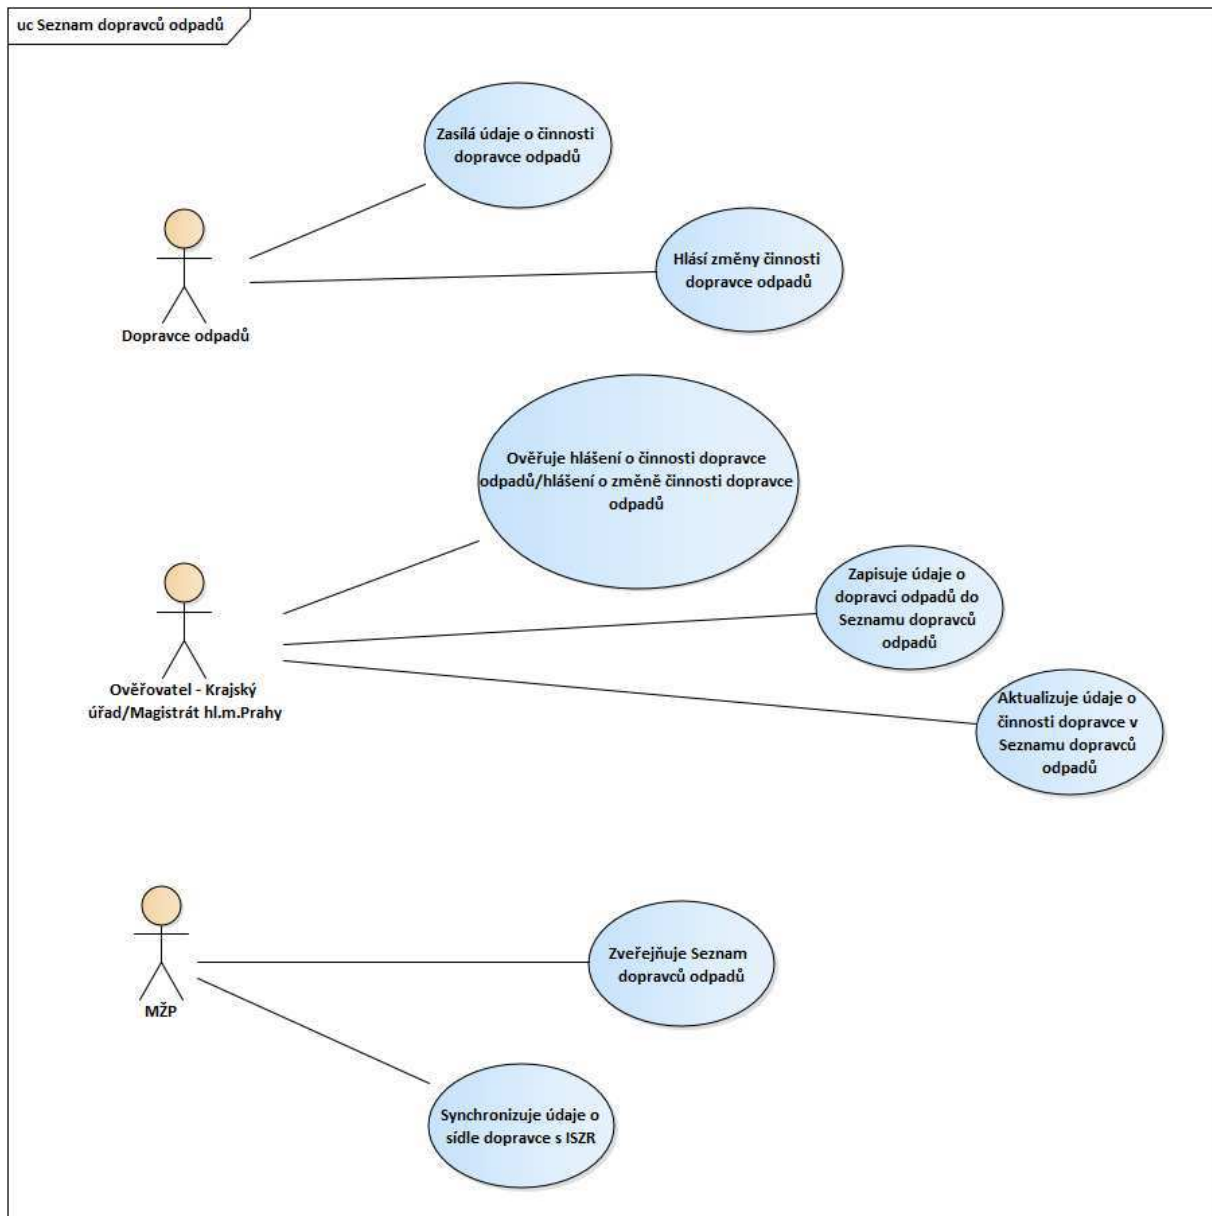 uc Seznam dopravců odpadů
Zasílá údaje o činnosti
dopravce odpadů
Hlásí změny činnosti
dopravce odpadů
Dopravce odpadů
Ověřuje hlášení o činnosti dopravce
odpadů/hlášení o změně činnosti dopravce
odpadů
Zapisuje údaje o
dopravci odpadů do
Seznamu dopravců
odpadů
Ověřovatel - Krajský
úřad/Magistrát hl.m.Prahy
Aktualizuje údaje o
činnosti dopravce v
Seznamu dopravců
odpadů
Zveřejňuje Seznam
dopravců odpadů
MŽP
Synchronizuje údaje o
sídle dopravce s ISZR